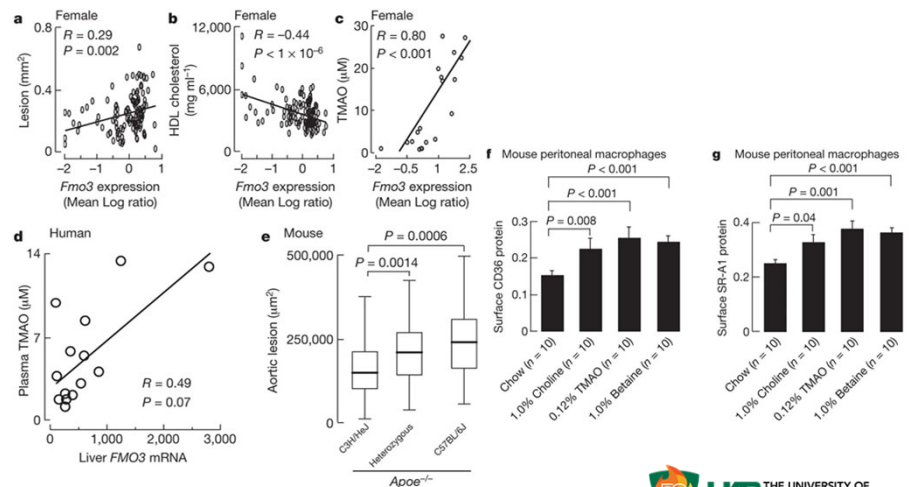 a Female
0.8
0.4
0
Lesion (mm²)
R = 0.29
P = 0.002
−2 −1 0 1
Fmo3 expression
(Mean Log ratio)
b Female
12,000
6,000
0
HDL cholesterol
(mg ml⁻¹)
R = −0.44
P < 1 × 10⁻⁶
−2 −1 0 1
Fmo3 expression
(Mean Log ratio)
c Female
30
20
10
0
TMAO (μM)
R = 0.80
P < 0.001
−2 −0.5 1 2.5
Fmo3 expression
(Mean Log ratio)
d Human
14
7
0
Plasma TMAO (μM)
R = 0.49
P = 0.07
0 1,000 2,000 3,000
Liver FMO3 mRNA
e Mouse
P = 0.0006
P = 0.0014
500,000
250,000
0
Aortic lesion (μm²)
C3H/HeJ
Heterozygous
C57BL/6J
Apoe⁻/⁻
f Mouse peritoneal macrophages
P < 0.001
P < 0.001
P = 0.008
0.3
0.2
0.1
0
Surface CD36 protein
Chow (n = 10)
1.0% Choline (n = 10)
0.12% TMAO (n = 10)
1.0% Betaine (n = 10)
g Mouse peritoneal macrophages
P < 0.001
P = 0.001
P = 0.04
0.4
0.2
0
Surface SR-A1 protein
Chow (n = 10)
1.0% Choline (n = 10)
0.12% TMAO (n = 10)
1.0% Betaine (n = 10)
THE UNIVERSITY OF